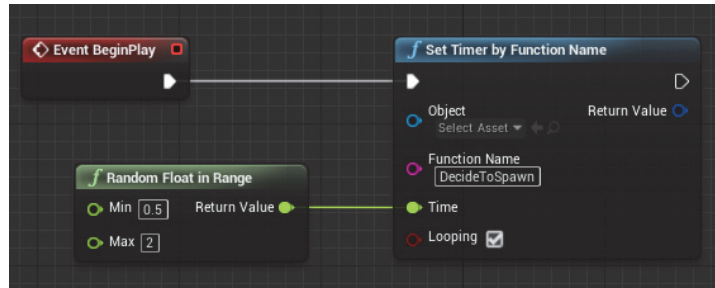 Event BeginPlay
f Set Timer by Function Name
Object
Select Asset
Return Value
Function Name
DecideToSpawn
f Random Float in Range
Min 0.5 Return Value
Time
Max 2
Looping